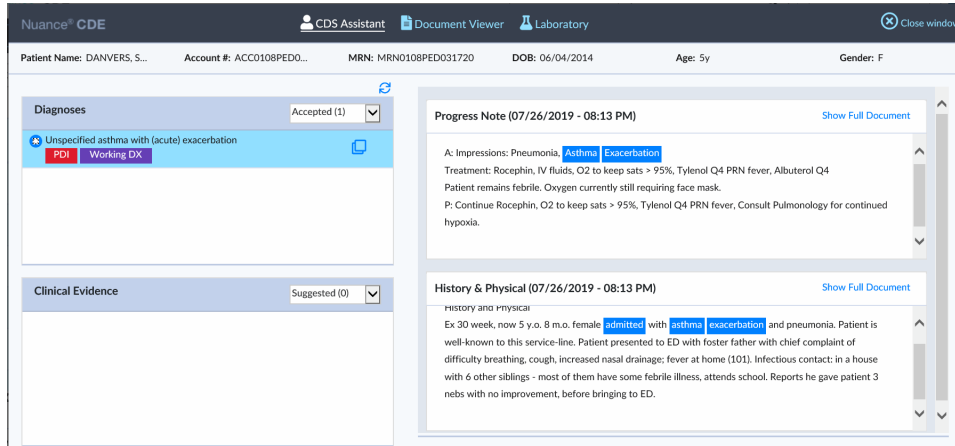 Nuance® CDE
CDS Assistant
Document Viewer
Laboratory
Close window
Patient Name: DANVERS, S...
Account #: ACC0108PED0...
MRN: MRN0108PED031720
DOB: 06/04/2014
Age: 5y
Gender: F
Diagnoses
Accepted (1)
Unspecified asthma with (acute) exacerbation
PDI Working DX
Clinical Evidence
Suggested (0)
Progress Note (07/26/2019 - 08:13 PM)
Show Full Document
A: Impressions: Pneumonia, Asthma Exacerbation
Treatment: Rocephin, IV fluids, O2 to keep sats > 95%, Tylenol Q4 PRN fever, Albuterol Q4
Patient remains febrile. Oxygen currently still requiring face mask.
P: Continue Rocephin, O2 to keep sats > 95%, Tylenol Q4 PRN fever, Consult Pulmonology for continued
hypoxia.
History & Physical (07/26/2019 - 08:13 PM)
Show Full Document
History and Physical
Ex 30 week, now 5 y.o. 8 m.o. female admitted with asthma exacerbation and pneumonia. Patient is
well-known to this service-line. Patient presented to ED with foster father with chief complaint of
difficulty breathing, cough, increased nasal drainage; fever at home (101). Infectious contact: in a house
with 6 other siblings - most of them have some febrile illness, attends school. Reports he gave patient 3
nebs with no improvement, before bringing to ED.